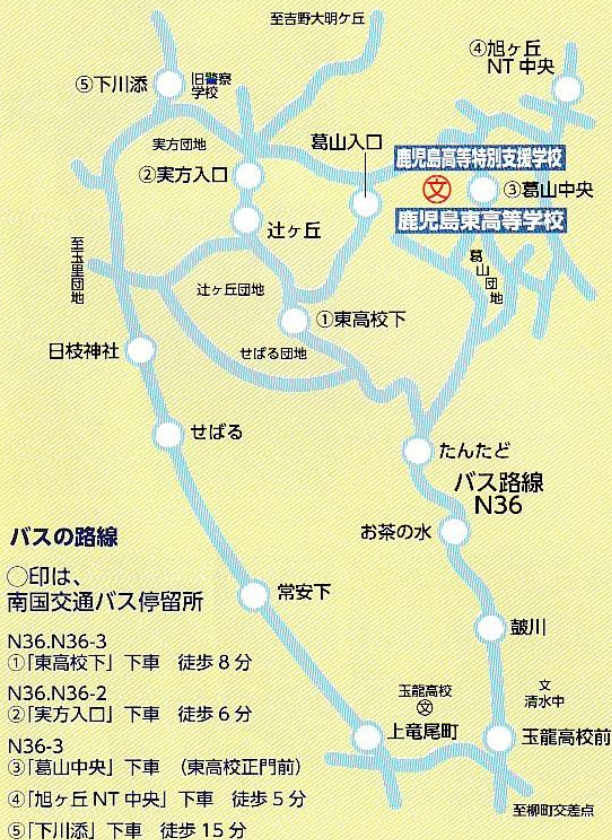 至吉野大明ケ丘
④旭ヶ丘
NT中央
⑤下川添
旧警察
学校
実方団地
葛山入口
鹿児島高等特別支援学校
②実方入口
文
③葛山中央
鹿児島東高等学校
辻ヶ丘
至玉里団地
葛山団地
辻ヶ丘団地
①東高校下
日枝神社
せばる団地
せばる
たんたど
バス路線
N36
お茶の水
バスの路線
○印は、
南国交通バス停留所
常安下
皷川
N36.N36-3
①「東高校下」下車 徒歩8分
N36.N36-2
②「実方入口」下車 徒歩6分
玉龍高校
文
文
清水中
N36-3
上竜尾町
玉龍高校前
③「葛山中央」下車 (東高校正門前)
④「旭ヶ丘NT中央」下車 徒歩5分
至柳町交差点
⑤「下川添」下車 徒歩15分